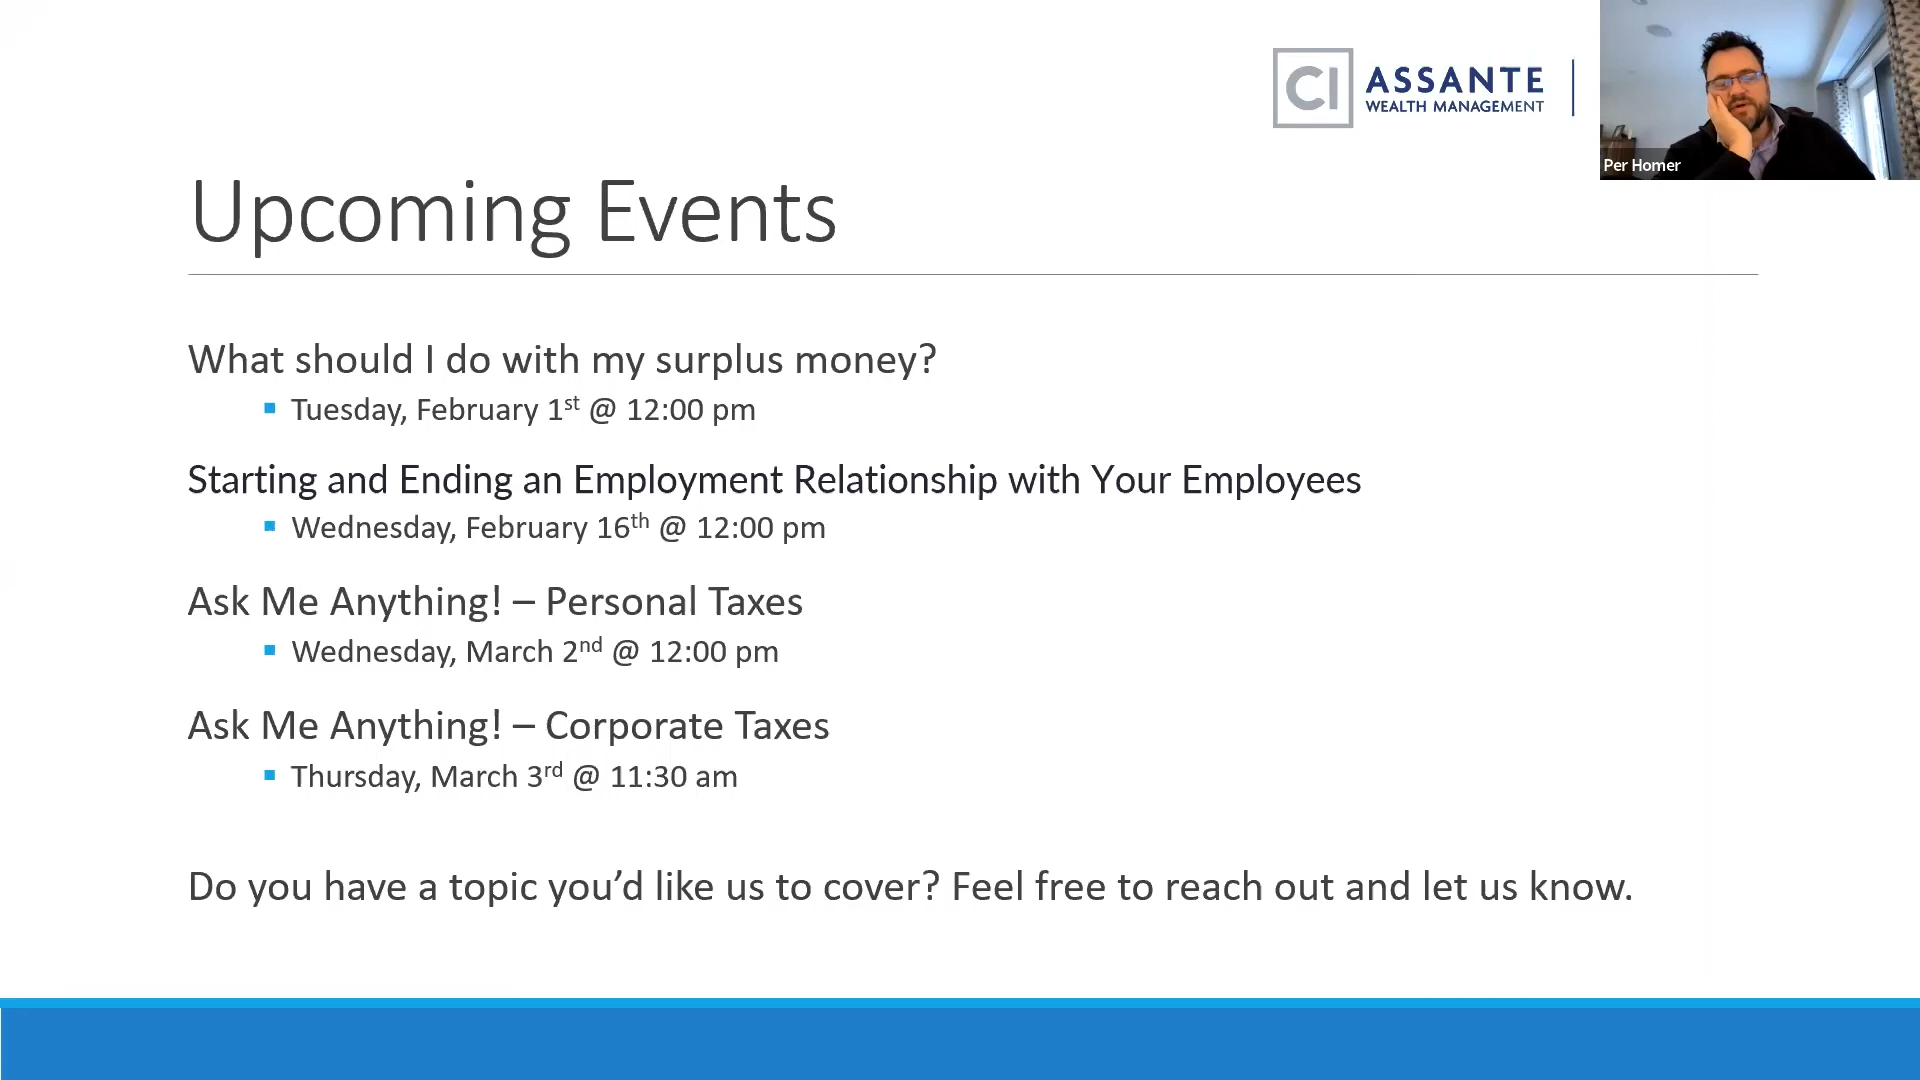 CI ASSANTE
WEALTH MANAGEMENT
Per Homer
Upcoming Events
What should I do with my surplus money?
▪ Tuesday, February 1st @ 12:00 pm
Starting and Ending an Employment Relationship with Your Employees
▪ Wednesday, February 16th @ 12:00 pm
Ask Me Anything! – Personal Taxes
▪ Wednesday, March 2nd @ 12:00 pm
Ask Me Anything! – Corporate Taxes
▪ Thursday, March 3rd @ 11:30 am
Do you have a topic you’d like us to cover? Feel free to reach out and let us know.